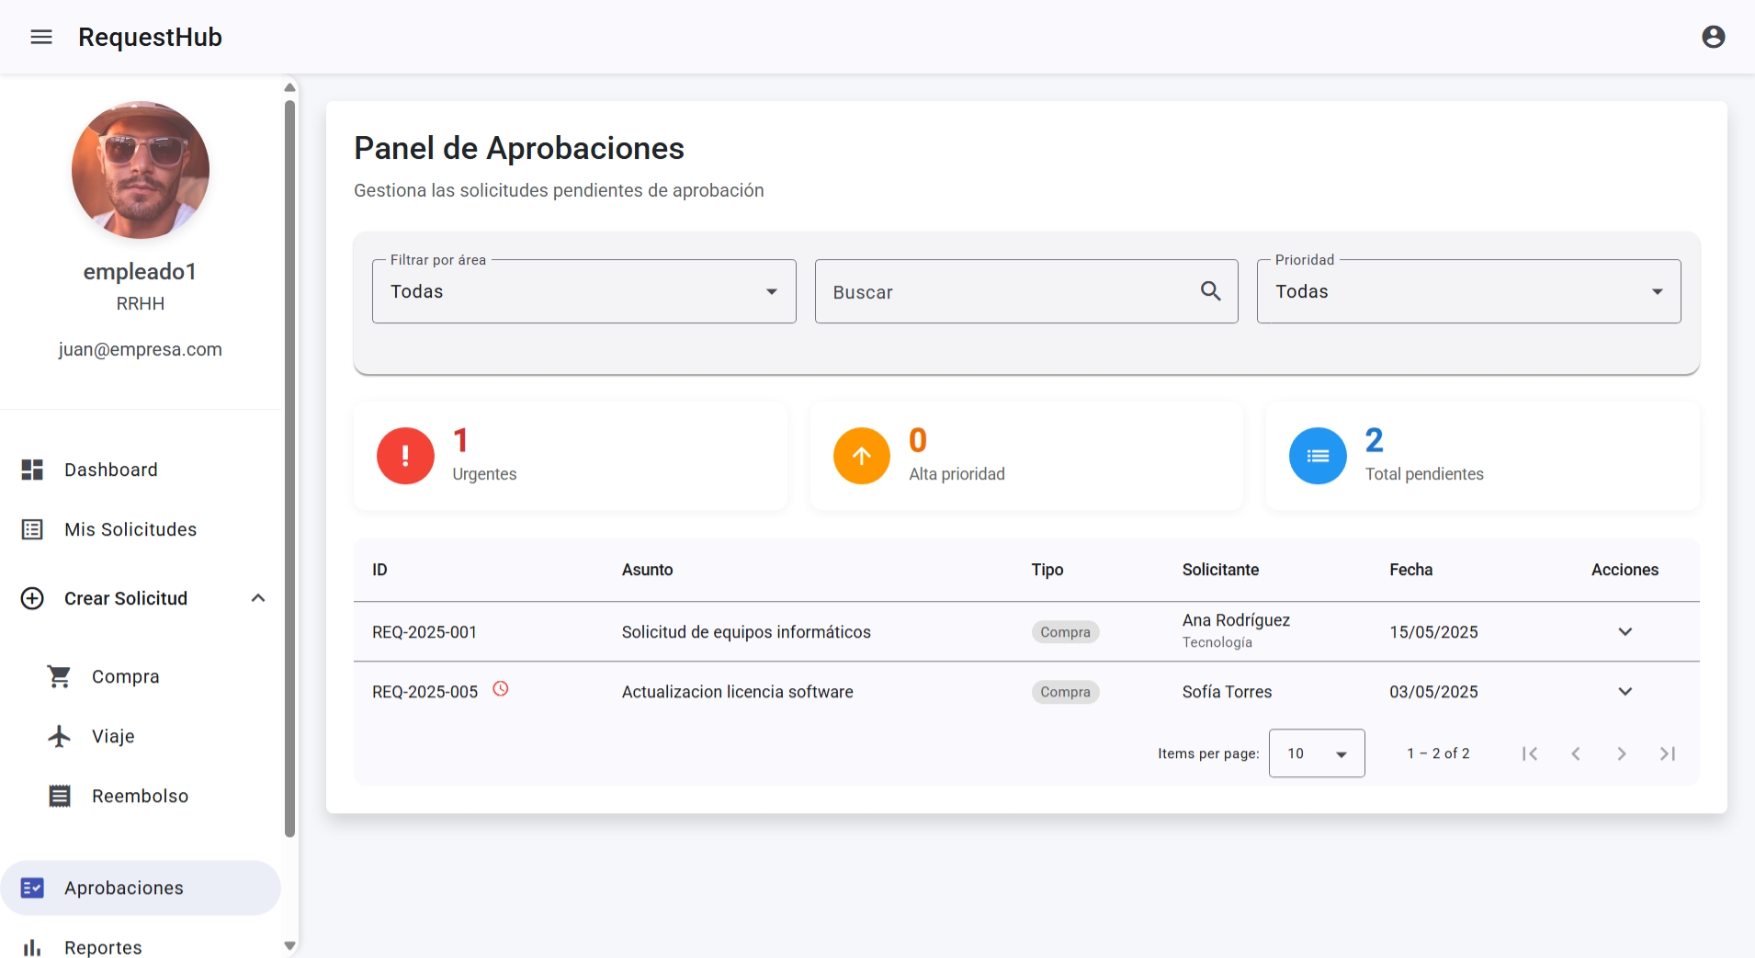 RequestHub
empleado1
RRHH
juan@empresa.com
Dashboard
Mis Solicitudes
Crear Solicitud
Compra
Viaje
Reembolso
Aprobaciones
Reportes
Panel de Aprobaciones
Gestiona las solicitudes pendientes de aprobación
Filtrar por área
Todas
Buscar
Prioridad
Todas
1
Urgentes
0
Alta prioridad
2
Total pendientes
ID Asunto Tipo Solicitante Fecha Acciones
REQ-2025-001 Solicitud de equipos informáticos Compra Ana Rodríguez 15/05/2025
Tecnología
REQ-2025-005 Actualizacion licencia software Compra Sofía Torres 03/05/2025
Items per page: 10 1 – 2 of 2